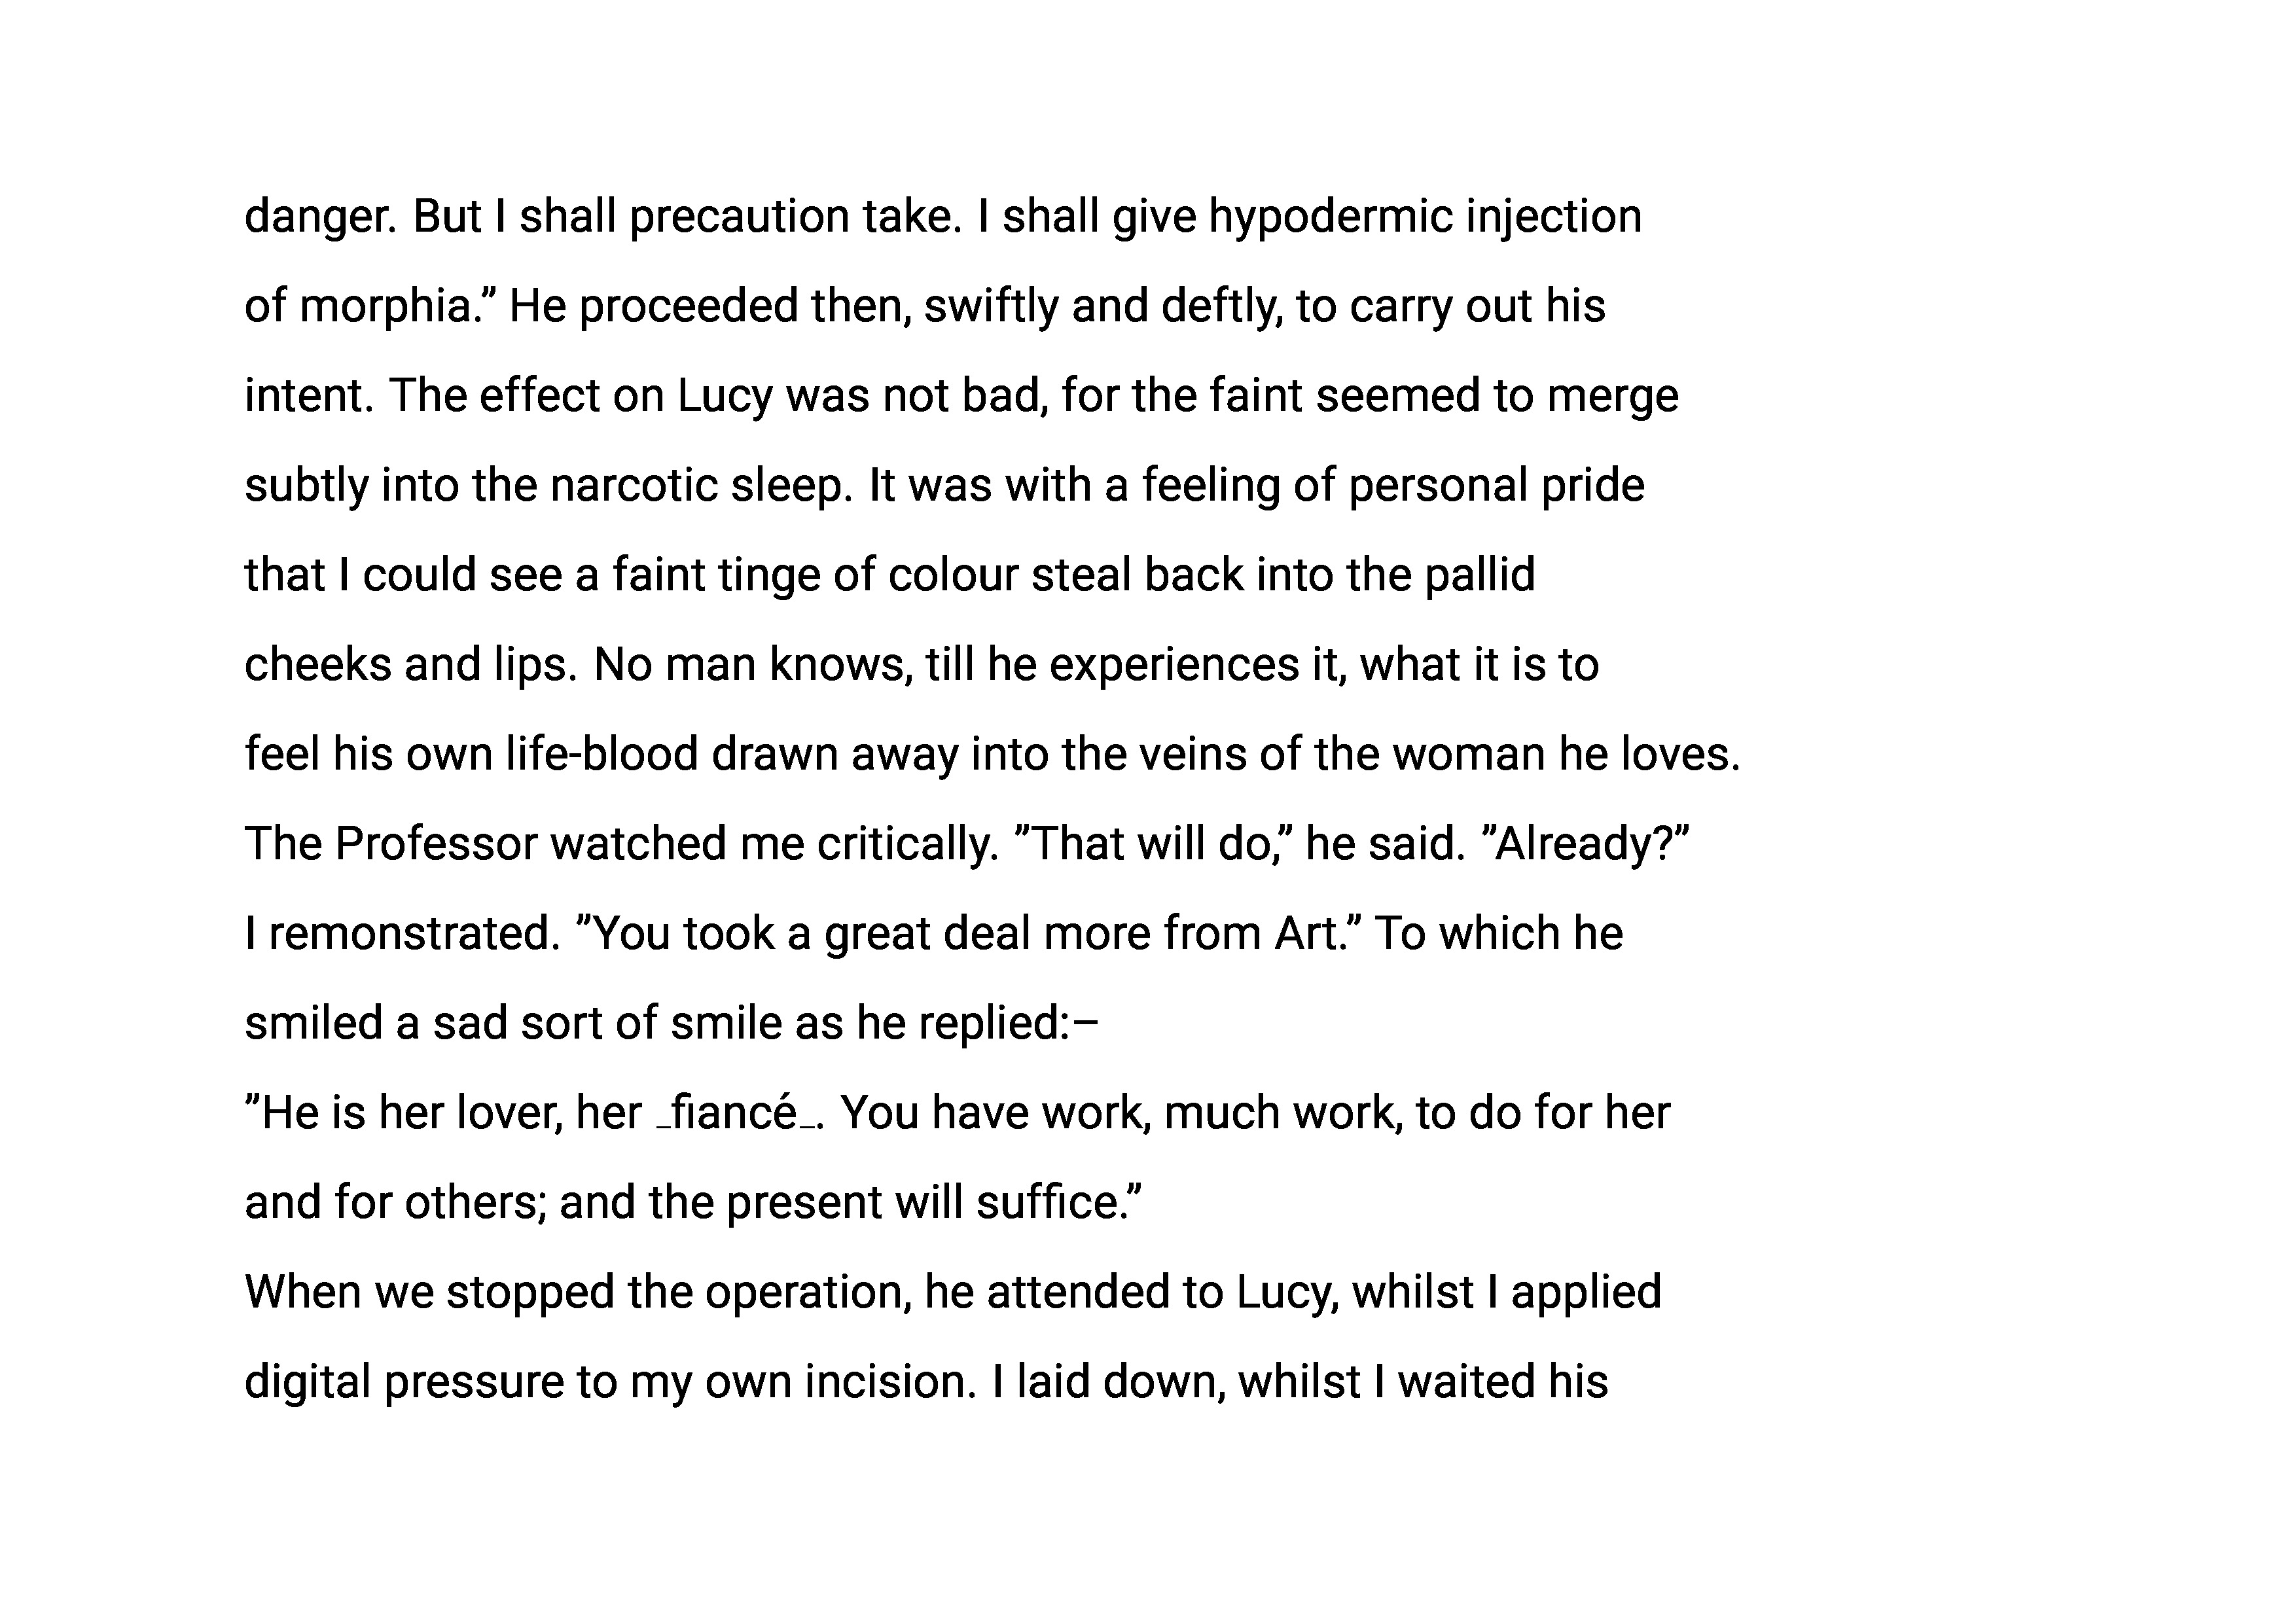 danger. But I shall precaution take. I shall give hypodermic injection
of morphia.” He proceeded then, swiftly and deftly, to carry out his
intent. The effect on Lucy was not bad, for the faint seemed to merge
subtly into the narcotic sleep. It was with a feeling of personal pride
that I could see a faint tinge of colour steal back into the pallid
cheeks and lips. No man knows, till he experiences it, what it is to
feel his own life-blood drawn away into the veins of the woman he loves.
The Professor watched me critically. ”That will do,” he said. ”Already?”
I remonstrated. ”You took a great deal more from Art.” To which he
smiled a sad sort of smile as he replied:–
”He is her lover, her _fiancé_. You have work, much work, to do for her
and for others; and the present will suffice.”
When we stopped the operation, he attended to Lucy, whilst I applied
digital pressure to my own incision. I laid down, whilst I waited his